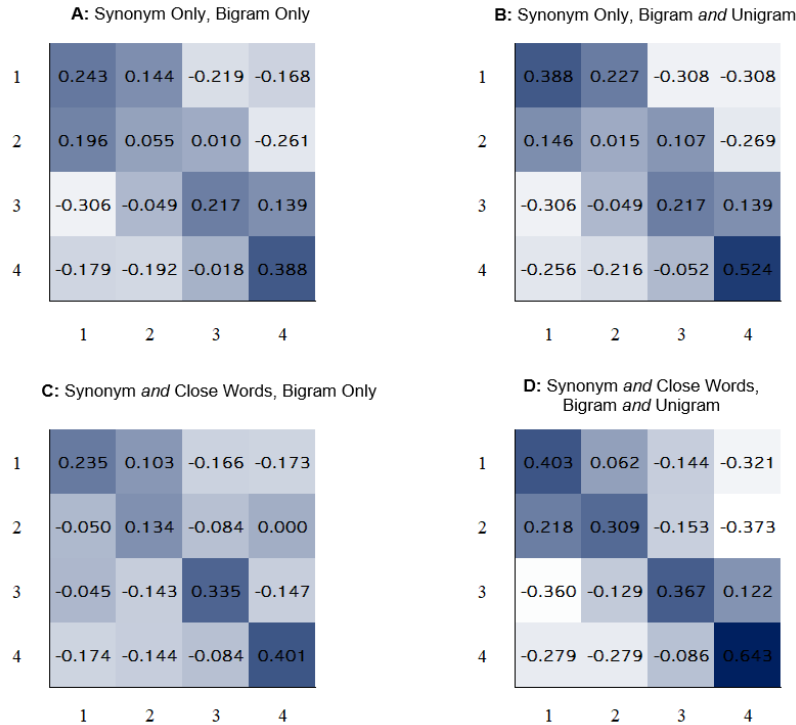 A: Synonym Only, Bigram Only
1 0.243 0.144 -0.219 -0.168
2 0.196 0.055 0.010 -0.261
3 -0.306 -0.049 0.217 0.139
4 -0.179 -0.192 -0.018 0.388
1 2 3 4
B: Synonym Only, Bigram and Unigram
1 0.388 0.227 -0.308 -0.308
2 0.146 0.015 0.107 -0.269
3 -0.306 -0.049 0.217 0.139
4 -0.256 -0.216 -0.052 0.524
1 2 3 4
C: Synonym and Close Words, Bigram Only
1 0.235 0.103 -0.166 -0.173
2 -0.050 0.134 -0.084 0.000
3 -0.045 -0.143 0.335 -0.147
4 -0.174 -0.144 -0.084 0.401
1 2 3 4
D: Synonym and Close Words,
Bigram and Unigram
1 0.403 0.062 -0.144 -0.321
2 0.218 0.309 -0.153 -0.373
3 -0.360 -0.129 0.367 0.122
4 -0.279 -0.279 -0.086 0.643
1 2 3 4